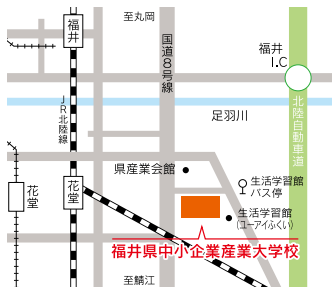 至丸岡
福井
国道8号線
福井
I.C
JR北陸線
北陸自動車道
足羽川
県産業会館
生活学習館
バス停
花堂
花堂
生活学習館
(ユーアイふくい)
福井県中小企業産業大学校
至鯖江